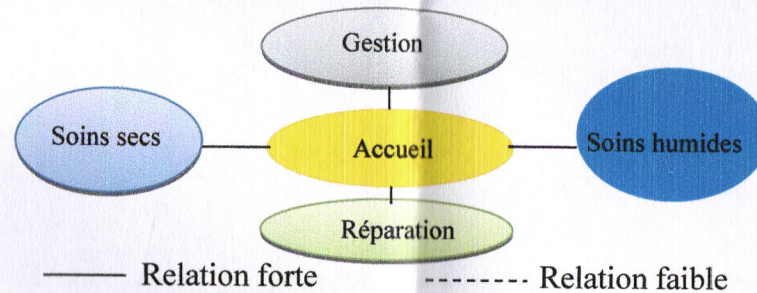 Gestion
Soins secs
Accueil
Soins humides
Réparation
Relation forte
Relation faible